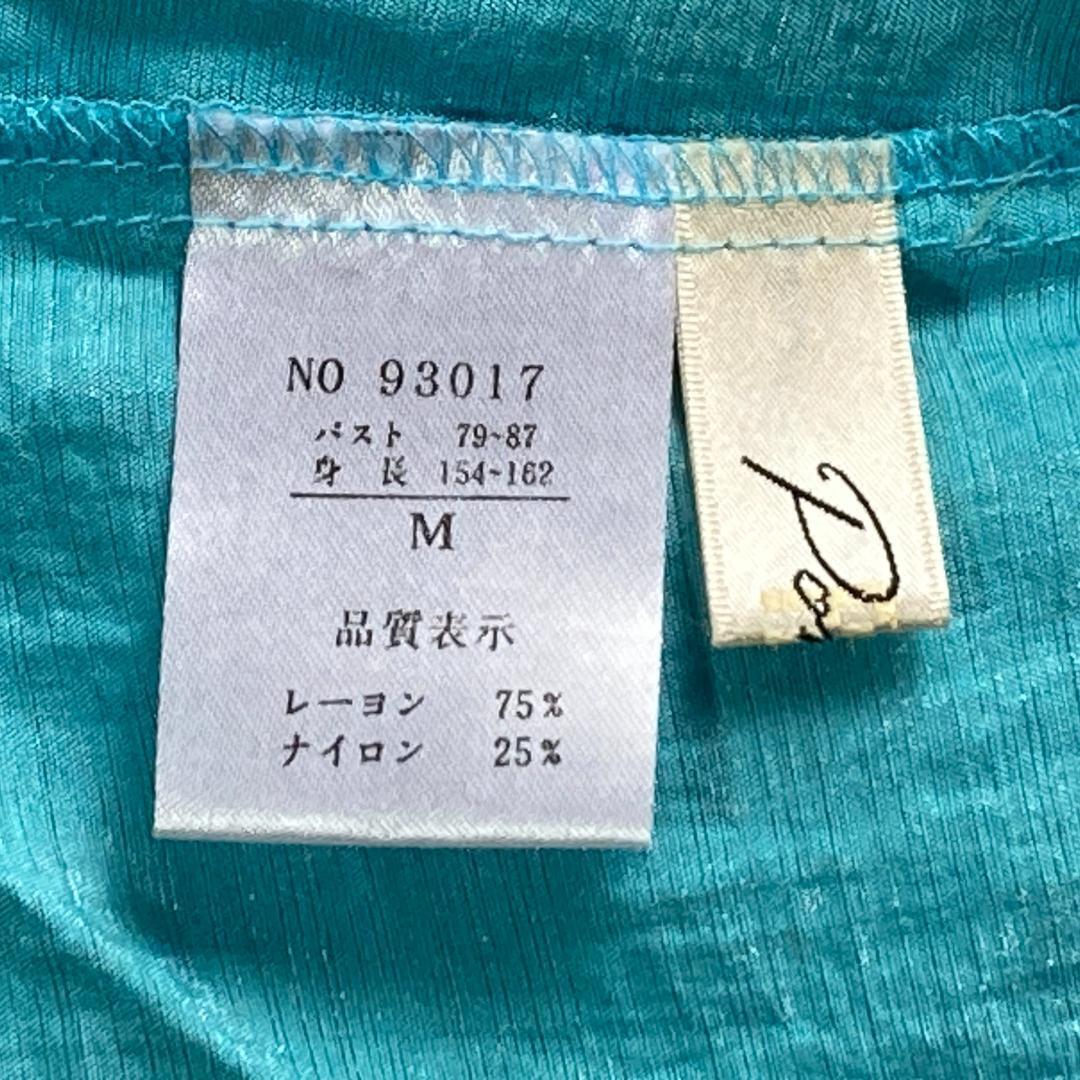 NO 93017
バスト 79~87
身 長 154~162
M
品質表示
レーヨン 75%
ナイロン 25%